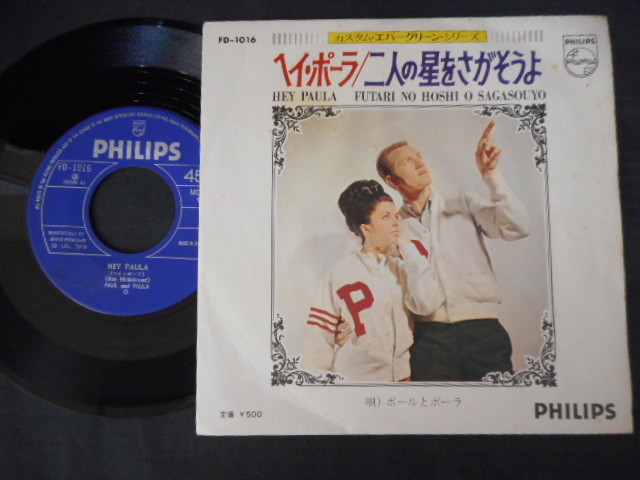 FD-1016
カスタム・エバーグリーン・シリーズ
PHILIPS
ヘイ・ポーラ/二人の星をさがそうよ
HEY PAULA FUTARI NO HOSHI O SAGASOUYO
P
唄) ポールとポーラ
定価 ¥500
PHILIPS
PHILIPS
FD-1016
45
HEY PAULA
(ヘイ・ポーラ)
(Ray Hildebrand)
PAUL and PAULA